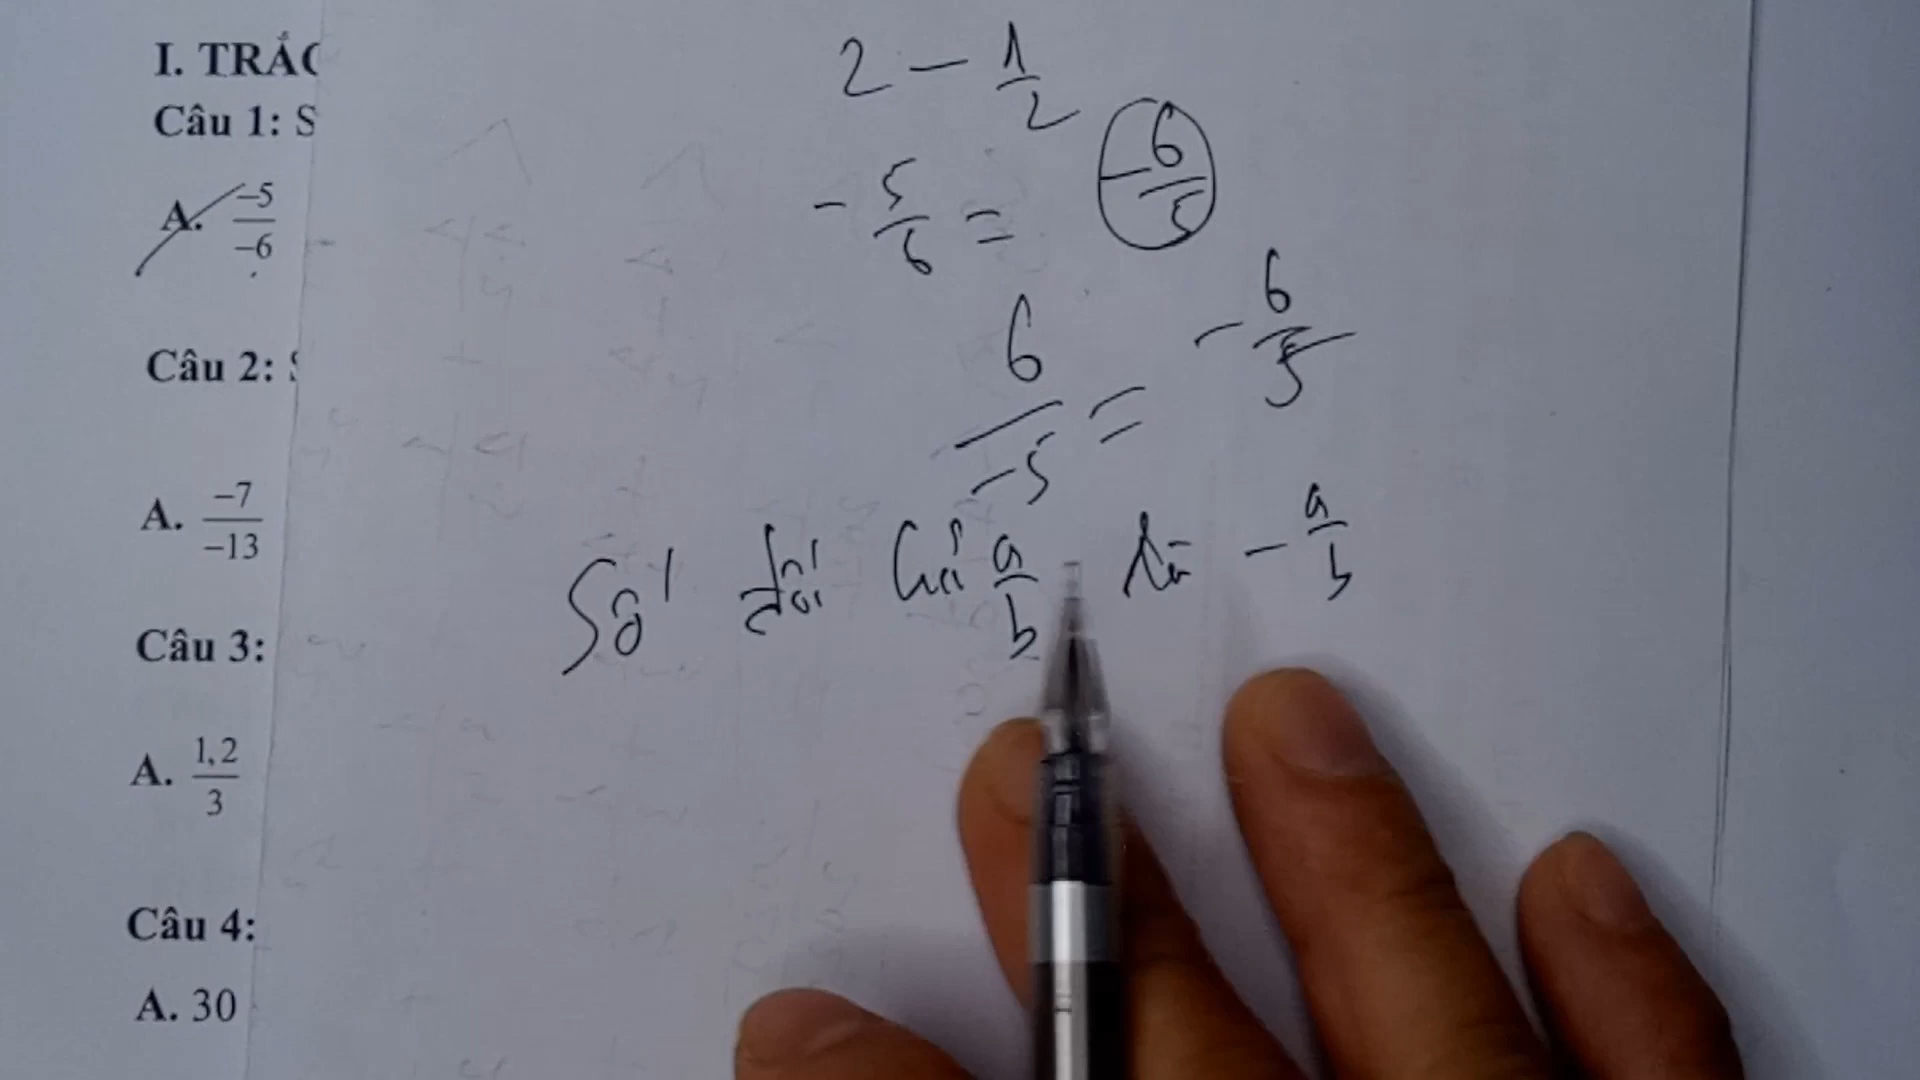 I. TRẮC
Câu 1: S
A. −5/−6
Câu 2:
A. −7/−13
Câu 3:
A. 1,2/3
Câu 4:
A. 30
2 − 1/2
− 5/6 = − 6/5
6/−5 = − 6/5
Số đối của a/b là − a/b